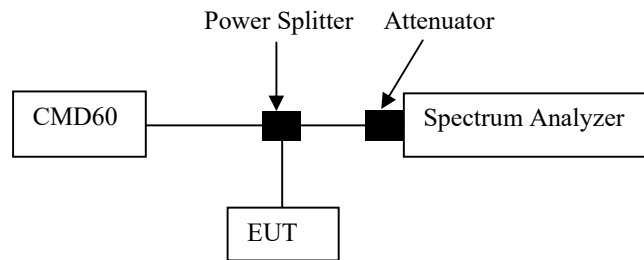 Power Splitter
Attenuator
CMD60
Spectrum Analyzer
EUT